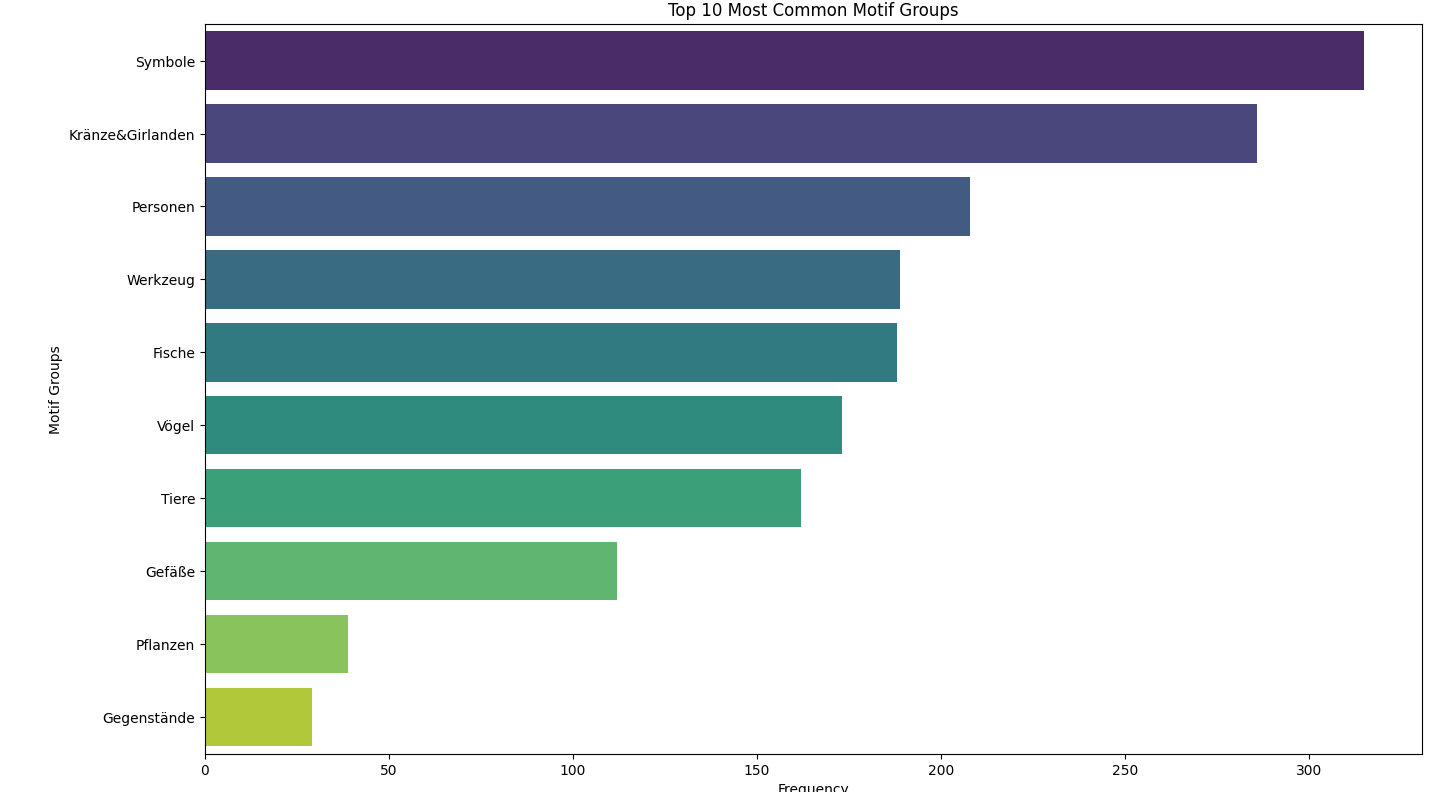 Top 10 Most Common Motif Groups
Symbole
Kränze&Girlanden
Personen
Werkzeug
Fische
Vögel
Tiere
Gefäße
Pflanzen
Gegenstände
Motif Groups
0 50 100 150 200 250 300
Frequency